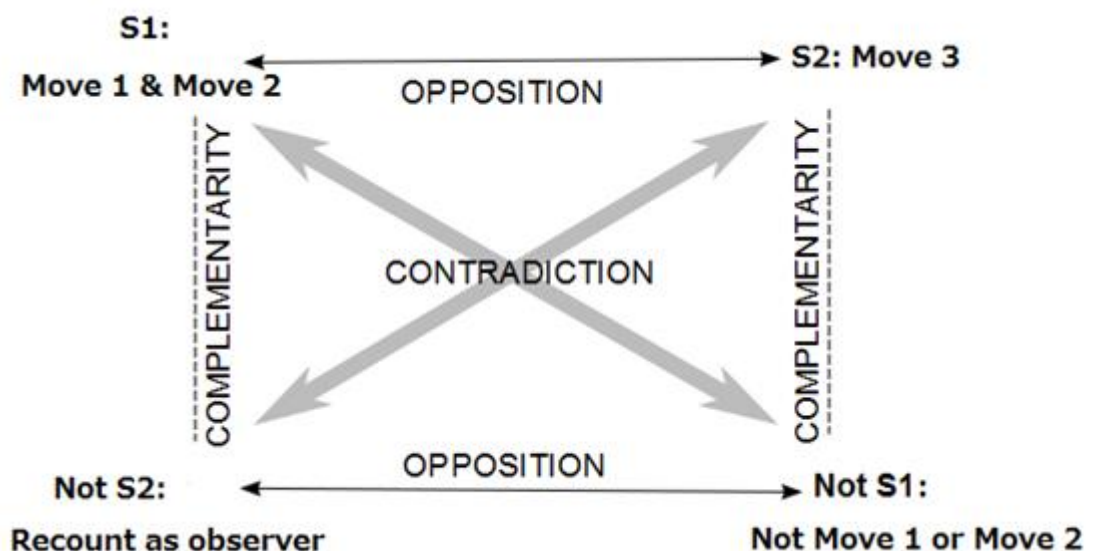 S1:
Move 1 & Move 2
S2: Move 3
OPPOSITION
COMPLEMENTARITY
COMPLEMENTARITY
CONTRADICTION
OPPOSITION
Not S2:
Recount as observer
Not S1:
Not Move 1 or Move 2